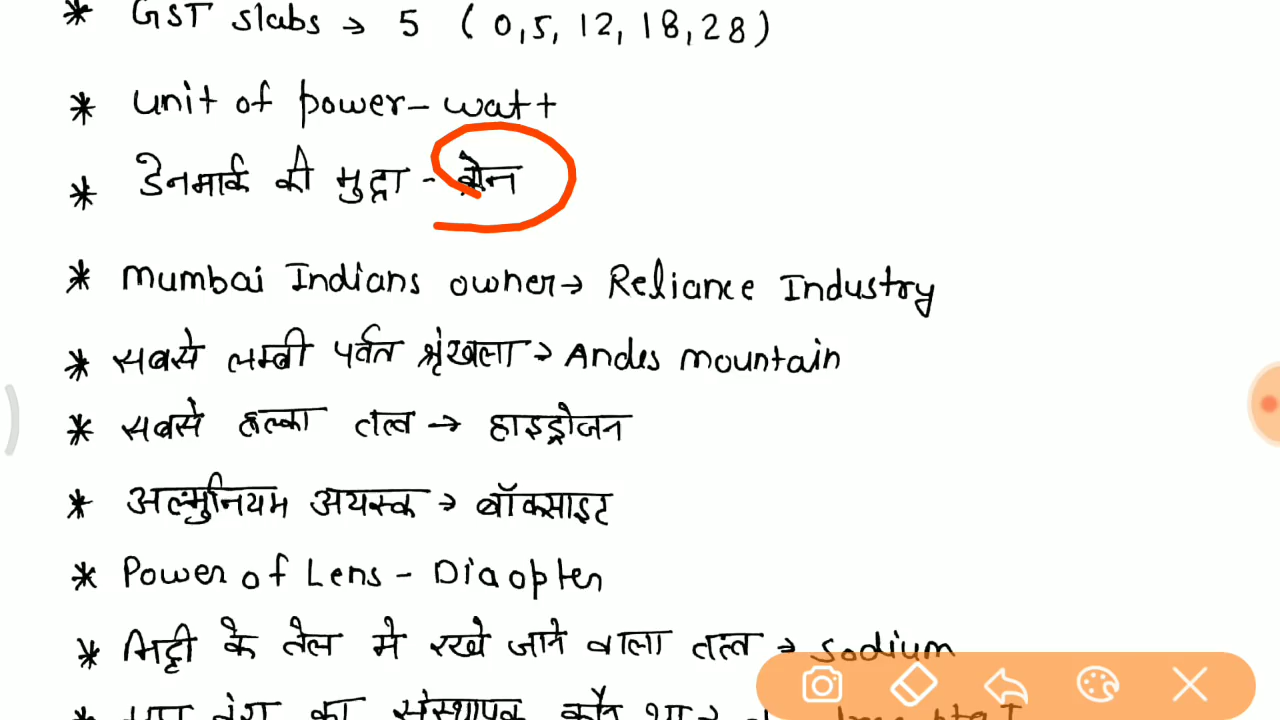 * GST slabs → 5 ( 0,5, 12, 18, 28)
* unit of power - watt
* डेनमार्क की मुद्रा - क्रोन
* Mumbai Indians owner → Reliance Industry
* सबसे लम्बी पर्वत श्रृंखला → Andes mountain
* सबसे हल्का तत्व → हाइड्रोजन
* अल्मुनियम अयस्क → बॉक्साइट
* Power of Lens - Diaopter
* मिट्टी के तेल मे रखे जाने वाला तत्व → sodium
* वंश का संस्थापक कौन था →